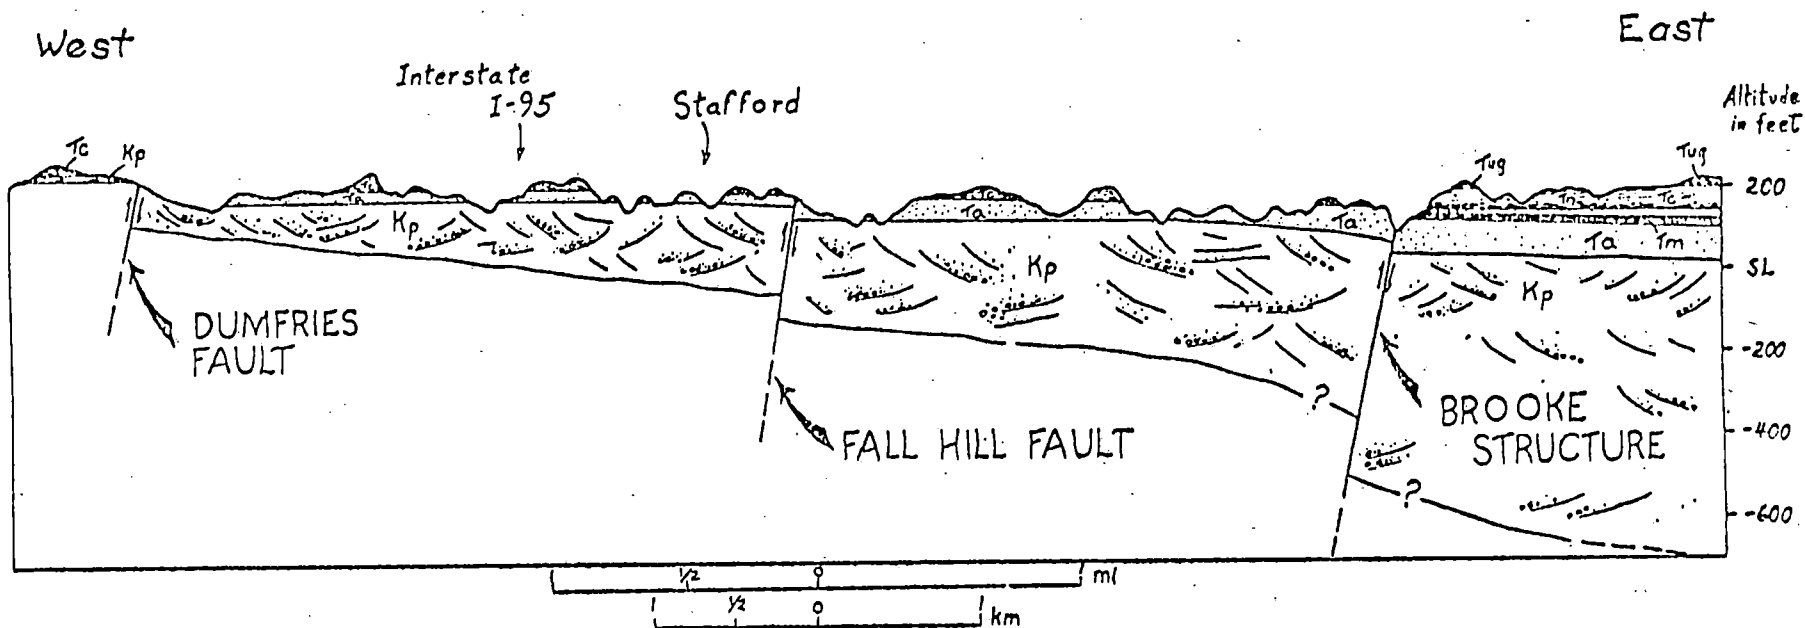 West
East
Interstate
I-95
Stafford
Altitude
in feet
Tc
Kp
Tug
Tug
200
Kp
Ta
Kp
Ta
Tc
Ta
Tm
SL
Kp
DUMFRIES
FAULT
-200
FALL HILL FAULT
?
BROOKE
STRUCTURE
-400
?
-600
1/2
0
mi
1/2
0
km